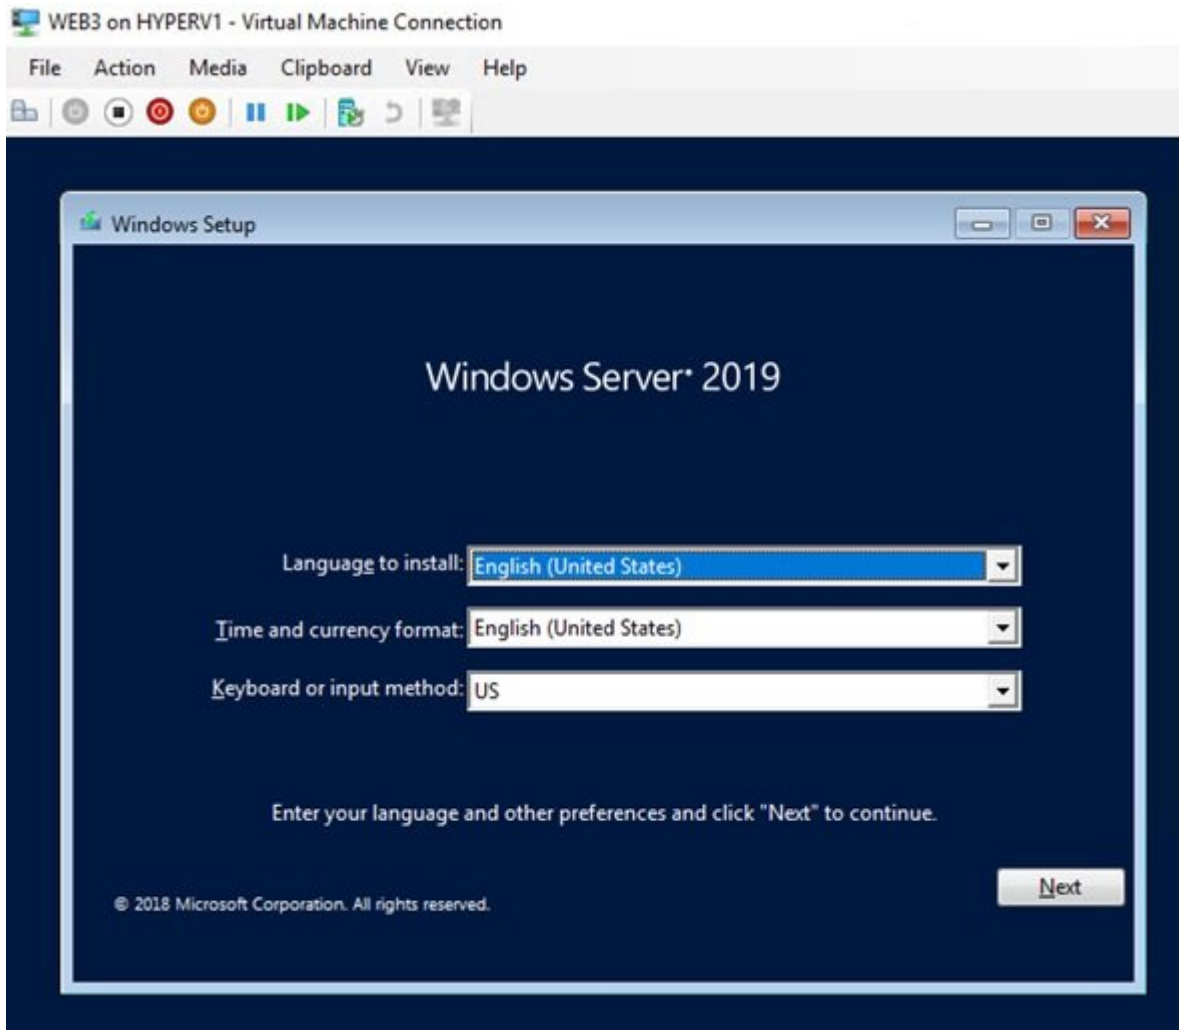 WEB3 on HYPERV1 - Virtual Machine Connection
File Action Media Clipboard View Help
Windows Setup
Windows Server® 2019
Language to install: English (United States)
Time and currency format: English (United States)
Keyboard or input method: US
Enter your language and other preferences and click "Next" to continue.
Next
© 2018 Microsoft Corporation. All rights reserved.